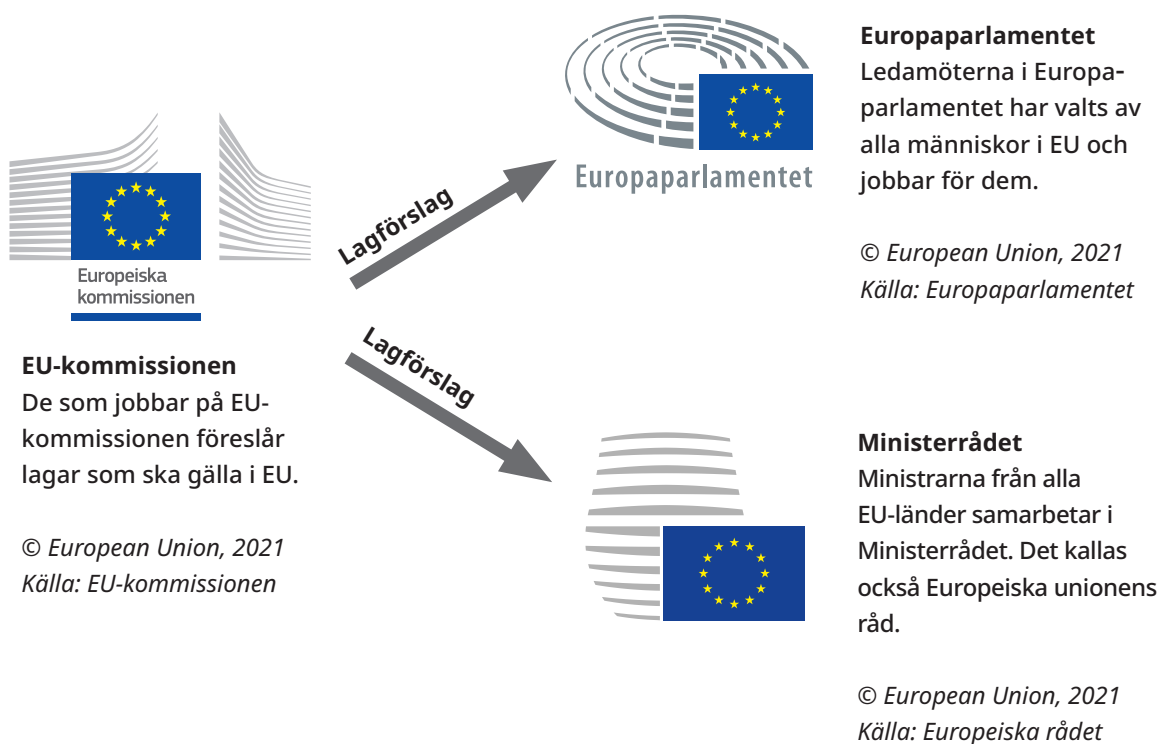 Europeiska
kommissionen
EU-kommissionen
De som jobbar på EU-
kommissionen föreslår
lagar som ska gälla i EU.
© European Union, 2021
Källa: EU-kommissionen
Lagförslag
Lagförslag
Europaparlamentet
Europaparlamentet
Ledamöterna i Europa-
parlamentet har valts av
alla människor i EU och
jobbar för dem.
© European Union, 2021
Källa: Europaparlamentet
Ministerrådet
Ministrarna från alla
EU-länder samarbetar i
Ministerrådet. Det kallas
också Europeiska unionens
råd.
© European Union, 2021
Källa: Europeiska rådet